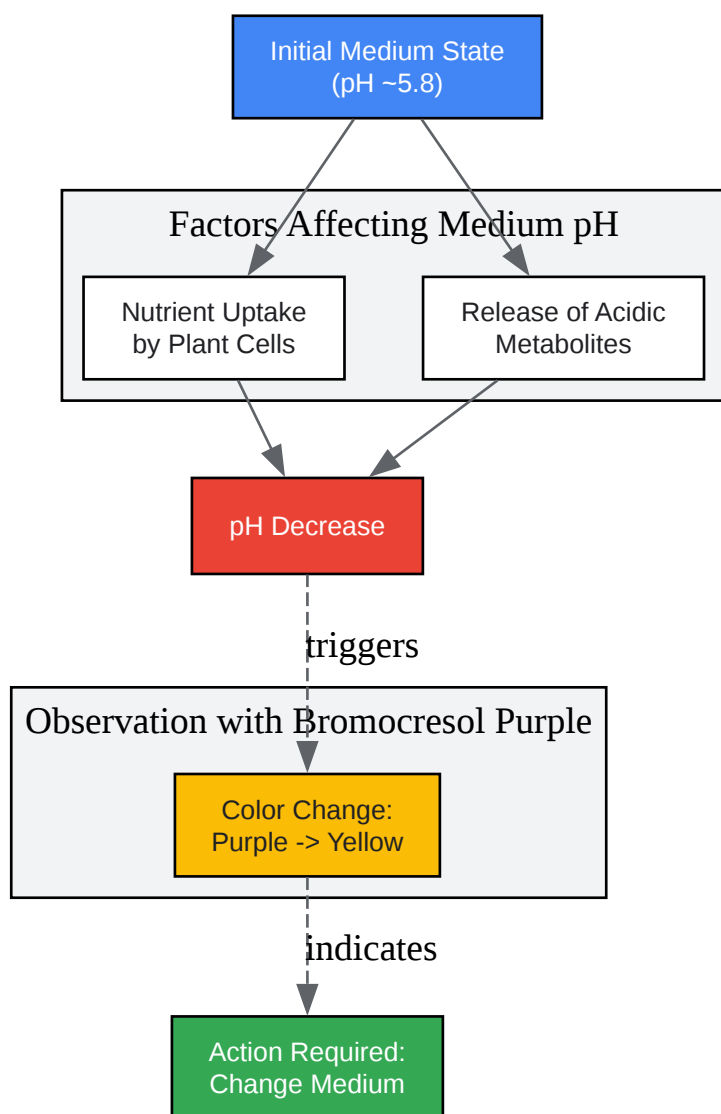 Initial Medium State
(pH ~5.8)
Factors Affecting Medium pH
Nutrient Uptake
by Plant Cells
Release of Acidic
Metabolites
pH Decrease
triggers
Observation with Bromocresol Purple
Color Change:
Purple -> Yellow
indicates
Action Required:
Change Medium